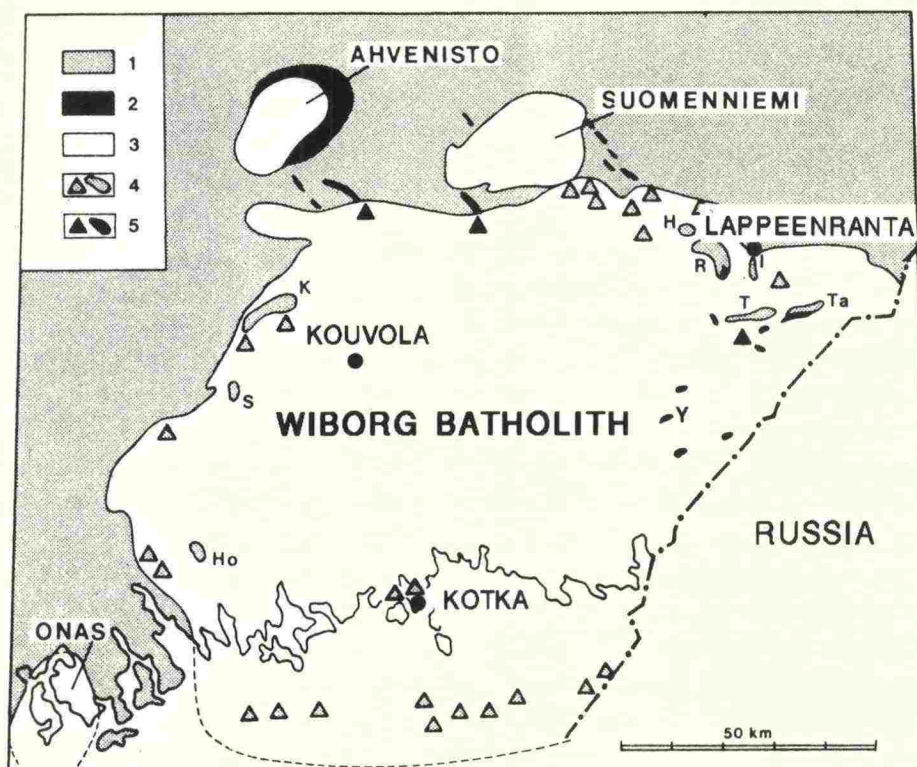 1
2
3
4
5
AHVENISTO
SUOMENNIEMI
H
LAPPEENRANTA
R
I
T
Ta
K
KOUVOLA
S
Y
WIBORG BATHOLITH
RUSSIA
Ho
KOTKA
ONAS
50 km